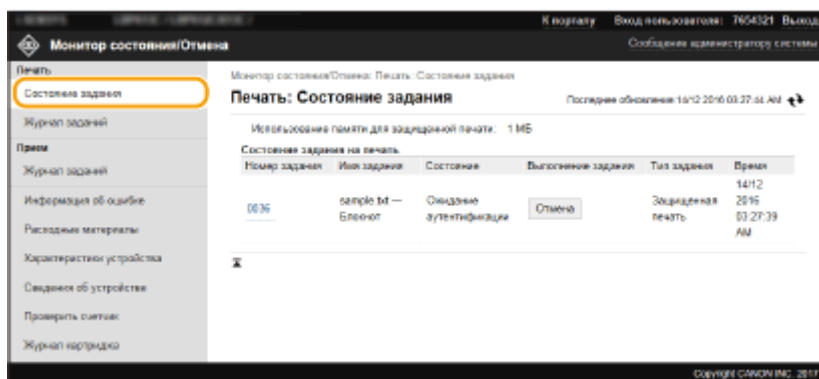 К порталу Вход пользователя: 7654321 Выход
Монитор состояния/Отмена
Сообщение администратору системы
Печать
Состояние задания
Журнал заданий
Прием
Журнал заданий
Информация об ошибке
Расходные материалы
Характеристики устройства
Сведения об устройстве
Проверить счетчик
Журнал картриджа
Монитор состояния/Отмена: Печать: Состояние задания
Печать: Состояние задания
Последнее обновление: 14/12 2016 03:27:44 AM
Использование памяти для защищенной печати: 1 МБ
Состояние задания на печать
Номер задания Имя задания Состояние Выполнение задания Тип задания Время
0036 sample.txt — Блокнот Ожидание аутентификации Отмена Защищенная печать 14/12 2016 03:27:39 AM
Copyright CANON INC. 2017